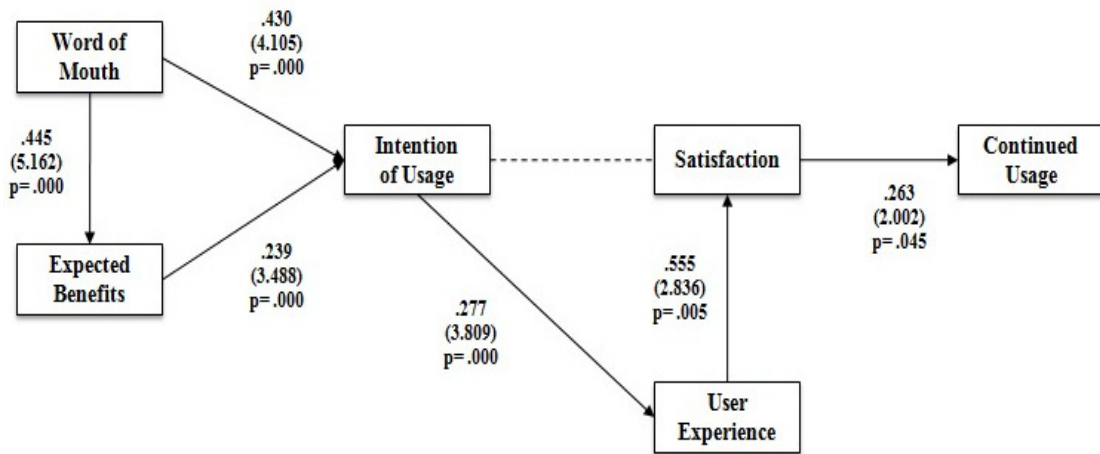 Word of
Mouth
.430
(4.105)
p= .000
.445
(5.162)
p= .000
Intention
of Usage
Satisfaction
Continued
Usage
.263
(2.002)
p= .045
Expected
Benefits
.239
(3.488)
p= .000
.277
(3.809)
p= .000
.555
(2.836)
p= .005
User
Experience